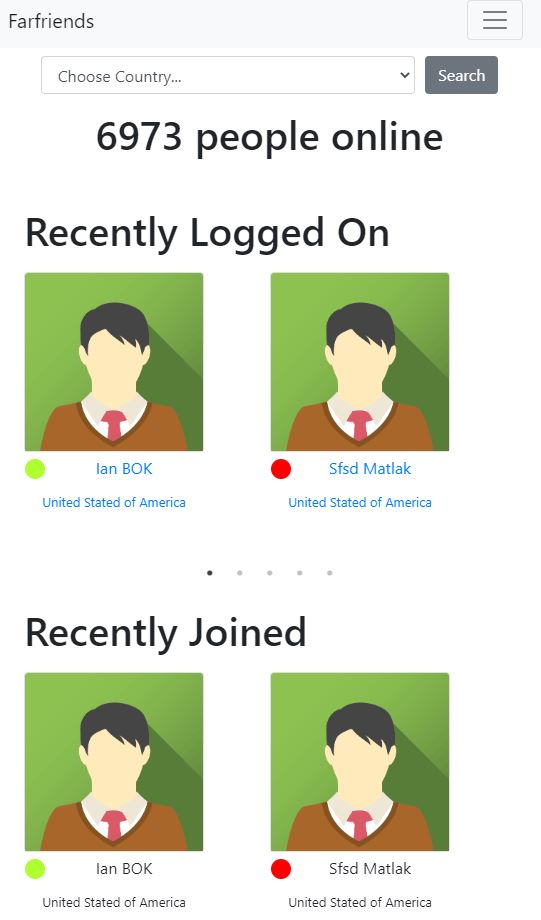 Farfriends
Choose Country... Search
6973 people online
Recently Logged On
Ian BOK Sfsd Matlak
United Stated of America United Stated of America
Recently Joined
Ian BOK Sfsd Matlak
United Stated of America United Stated of America